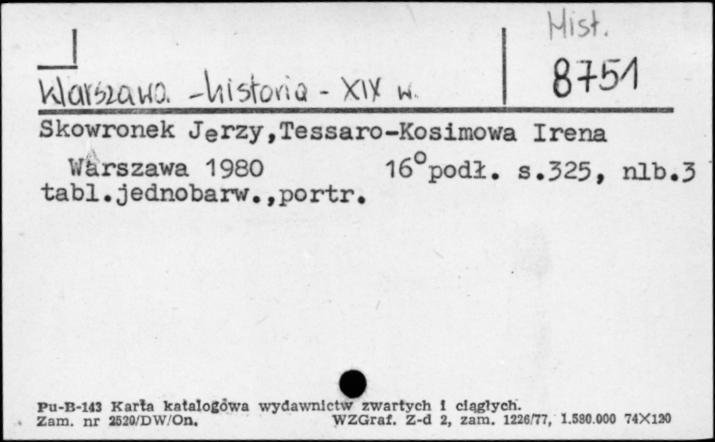 Hist.
8751
Warszawa. - historia - XIX w.
Skowronek Jerzy,Tessaro-Kosimowa Irena
Warszawa 1980 16° podł. s.325, nlb.3
tabl.jednobarw.,portr.
Pu-B-143 Karta katalogowa wydawnictw zwartych i ciągłych.
Zam. nr 2520/DW/On. WZGraf. Z-d 2, zam. 1226/77, 1.580.000 74X120